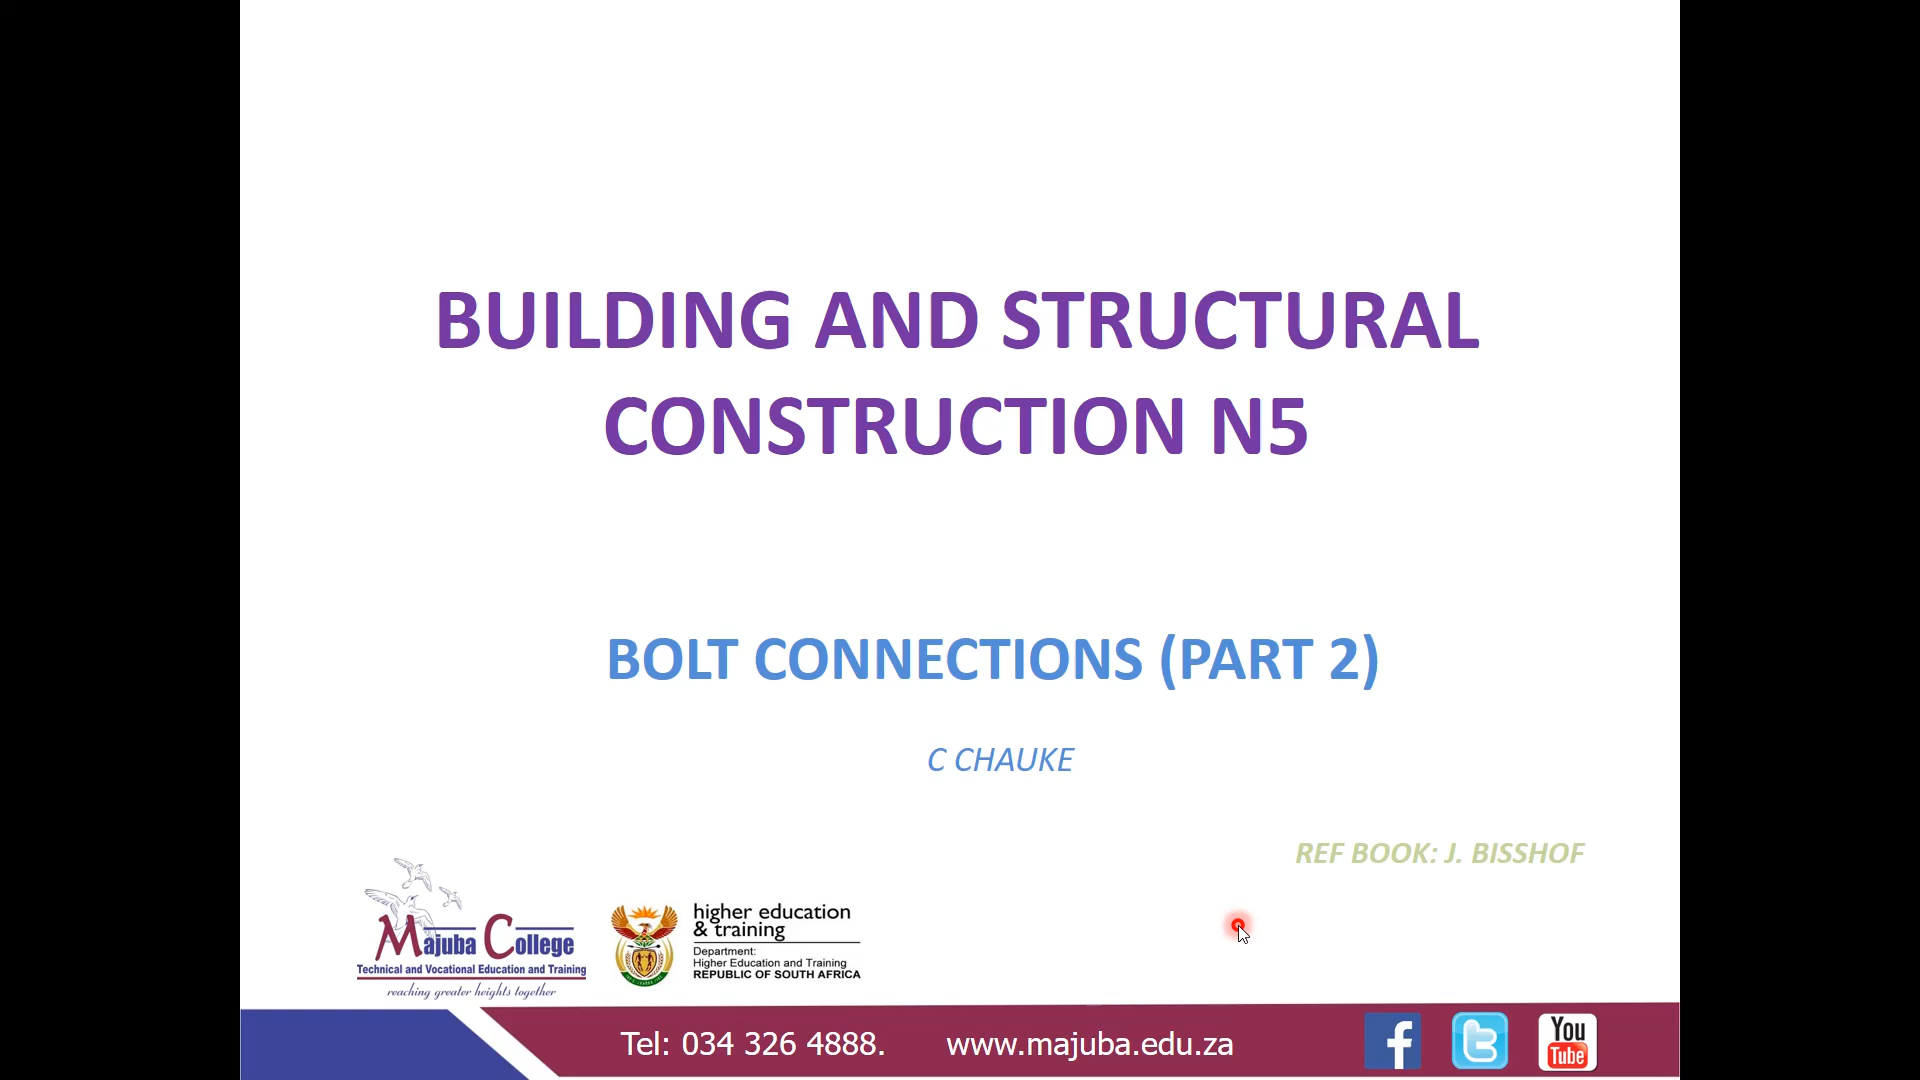 BUILDING AND STRUCTURAL
CONSTRUCTION N5
BOLT CONNECTIONS (PART 2)
C CHAUKE
REF BOOK: J. BISSHOF
Majuba College
Technical and Vocational Education and Training
reaching greater heights together
higher education
& training
Department:
Higher Education and Training
REPUBLIC OF SOUTH AFRICA
Tel: 034 326 4888. www.majuba.edu.za
You
Tube